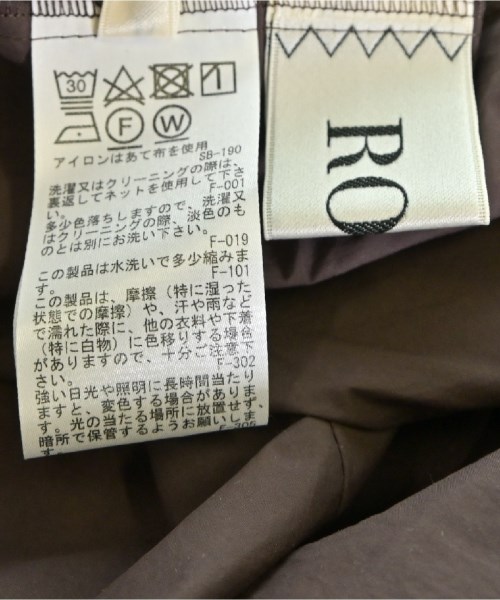 30
F W
アイロンはあて布を使用
SB-190
洗濯又はクリーニングの際は、
裏返してネットを使用して下さ
い。
F-001
多少色落ちしますので、洗濯又
はクリーニングの際、淡色のも
のとは別にお洗い下さい。
F-019
この製品は水洗いで多少縮みま
す。
F-101
この製品は、摩擦（特に湿った
状態での摩擦）や、汗や雨など
で濡れた際に、他の衣料や下着
（特に白物）に色移りする場合
がありますので、十分ご注意下
さい。
F-302
強い日光や照明に長時間当たり
ますと、変色する場合がありま
す。光の当たる場所に放置せず、
暗所で保管するようお願いしま
す。
F-306
RO